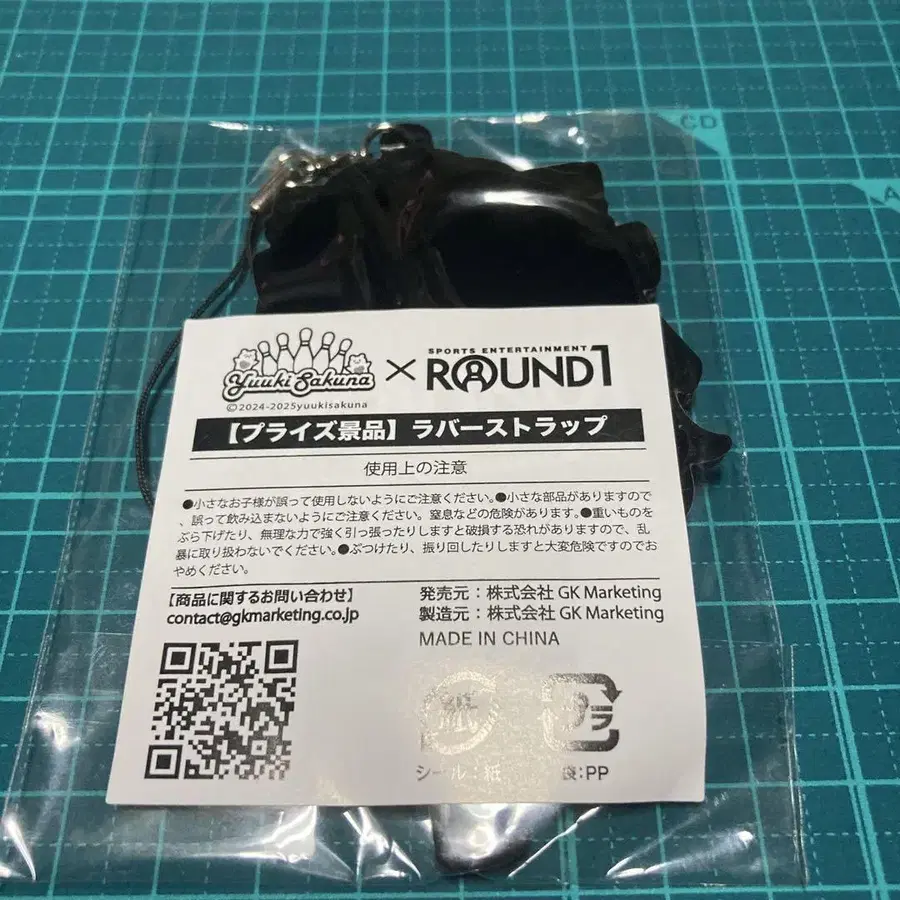 CD
A
Yuuki Sakuna
©2024-2025yuukisakuna
×
SPORTS ENTERTAINMENT
ROUND1
【プライズ景品】ラバーストラップ
使用上の注意
●小さなお子様が誤って使用しないようにご注意ください。●小さな部品がありますので
、誤って飲み込まないようにご注意ください。窒息などの危険があります。●重いものを
ぶら下げたり、無理な力で強く引っ張ったりしますと破損する恐れがありますので、乱
暴に取り扱わないでください。●ぶつけたり、振り回したりしますと大変危険ですのでお
やめください。
【商品に関するお問い合わせ】
contact@gkmarketing.co.jp
発売元：株式会社 GK Marketing
製造元：株式会社 GK Marketing
MADE IN CHINA
紙
プラ
シール：紙
袋:PP